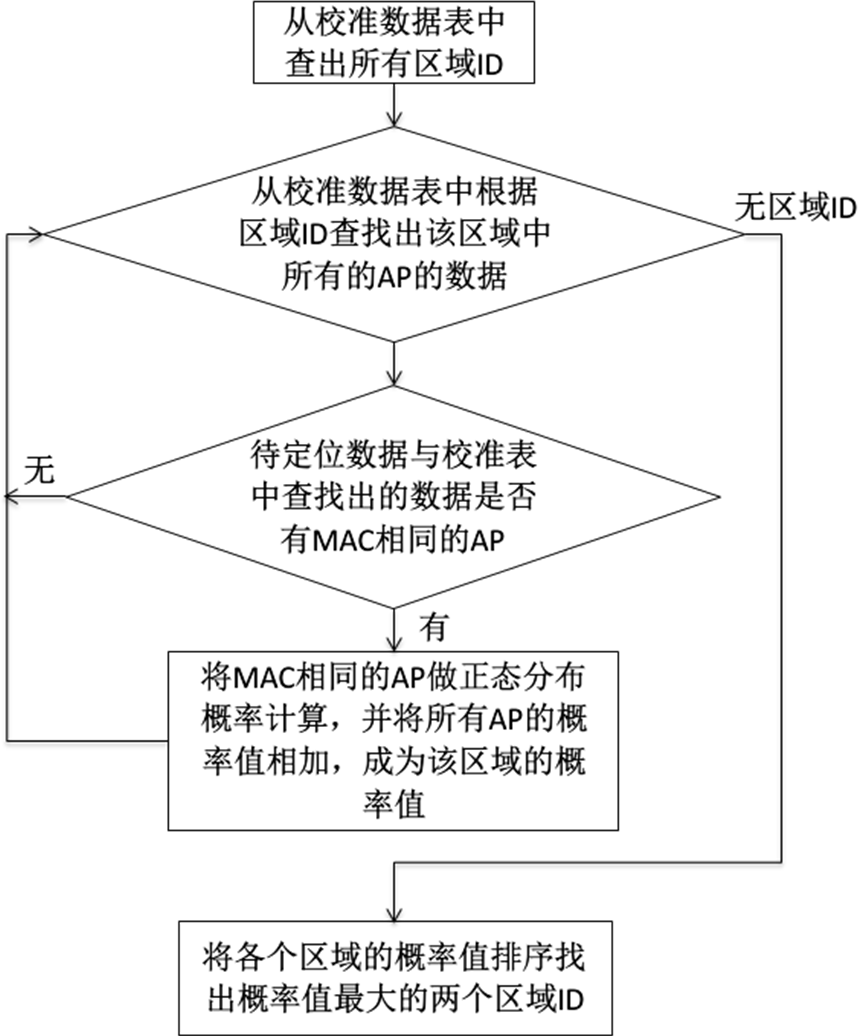 从校准数据表中
查出所有区域ID
从校准数据表中根据
区域ID查找出该区域中
所有的AP的数据
无区域ID
待定位数据与校准表
中查找出的数据是否
有MAC相同的AP
无
有
将MAC相同的AP做正态分布
概率计算，并将所有AP的概
率值相加，成为该区域的概
率值
将各个区域的概率值排序找
出概率值最大的两个区域ID